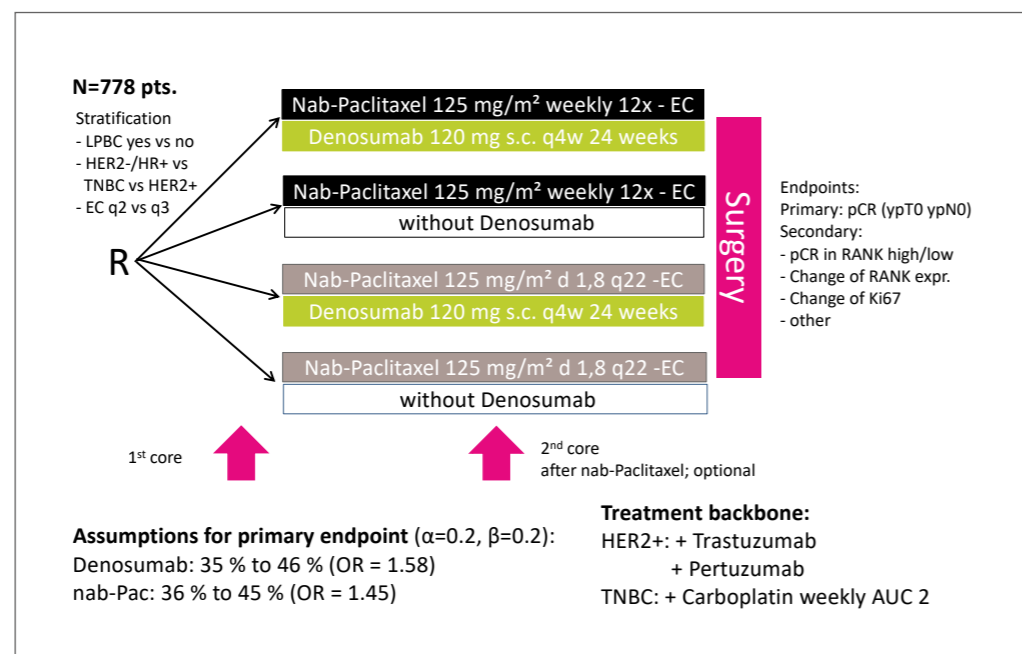 N=778 pts.
Stratification
- LPBC yes vs no
- HER2-/HR+ vs
TNBC vs HER2+
- EC q2 vs q3
R
Nab-Paclitaxel 125 mg/m² weekly 12x - EC
Denosumab 120 mg s.c. q4w 24 weeks
Nab-Paclitaxel 125 mg/m² weekly 12x - EC
without Denosumab
Nab-Paclitaxel 125 mg/m² d 1,8 q22 -EC
Denosumab 120 mg s.c. q4w 24 weeks
Nab-Paclitaxel 125 mg/m² d 1,8 q22 -EC
without Denosumab
Surgery
Endpoints:
Primary: pCR (ypT0 ypN0)
Secondary:
- pCR in RANK high/low
- Change of RANK expr.
- Change of Ki67
- other
1st core
2nd core
after nab-Paclitaxel; optional
Assumptions for primary endpoint (α=0.2, β=0.2):
Denosumab: 35 % to 46 % (OR = 1.58)
nab-Pac: 36 % to 45 % (OR = 1.45)
Treatment backbone:
HER2+: + Trastuzumab
+ Pertuzumab
TNBC: + Carboplatin weekly AUC 2